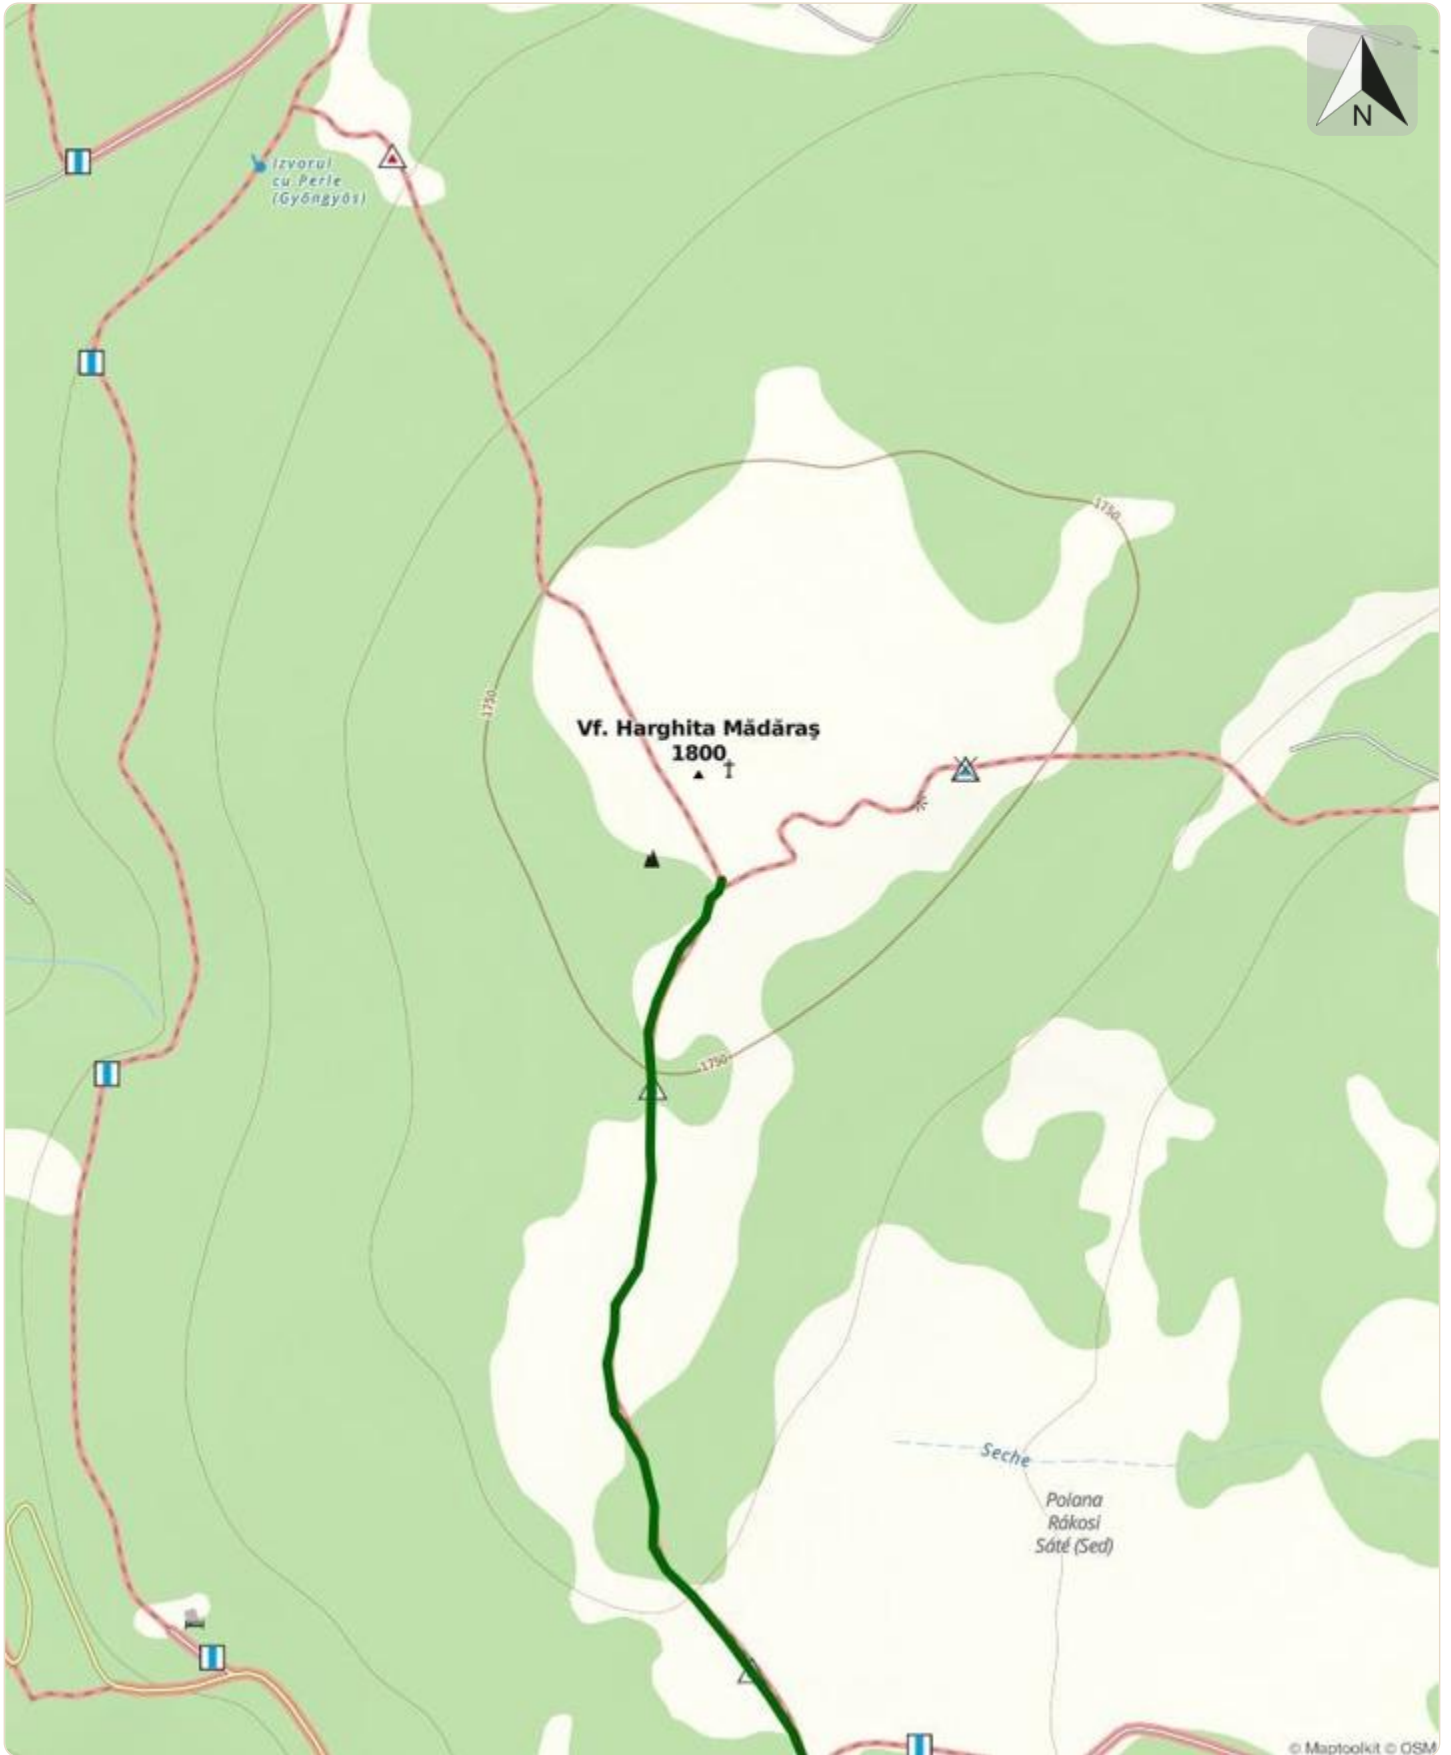 N
Izvorul
cu Perle
(Gyöngyös)
1750
1750
Vf. Harghita Mădăraș
1800
1750
Seche
Poiana
Rákosi
Sáté (Sed)
© Maptoolkit © OSM